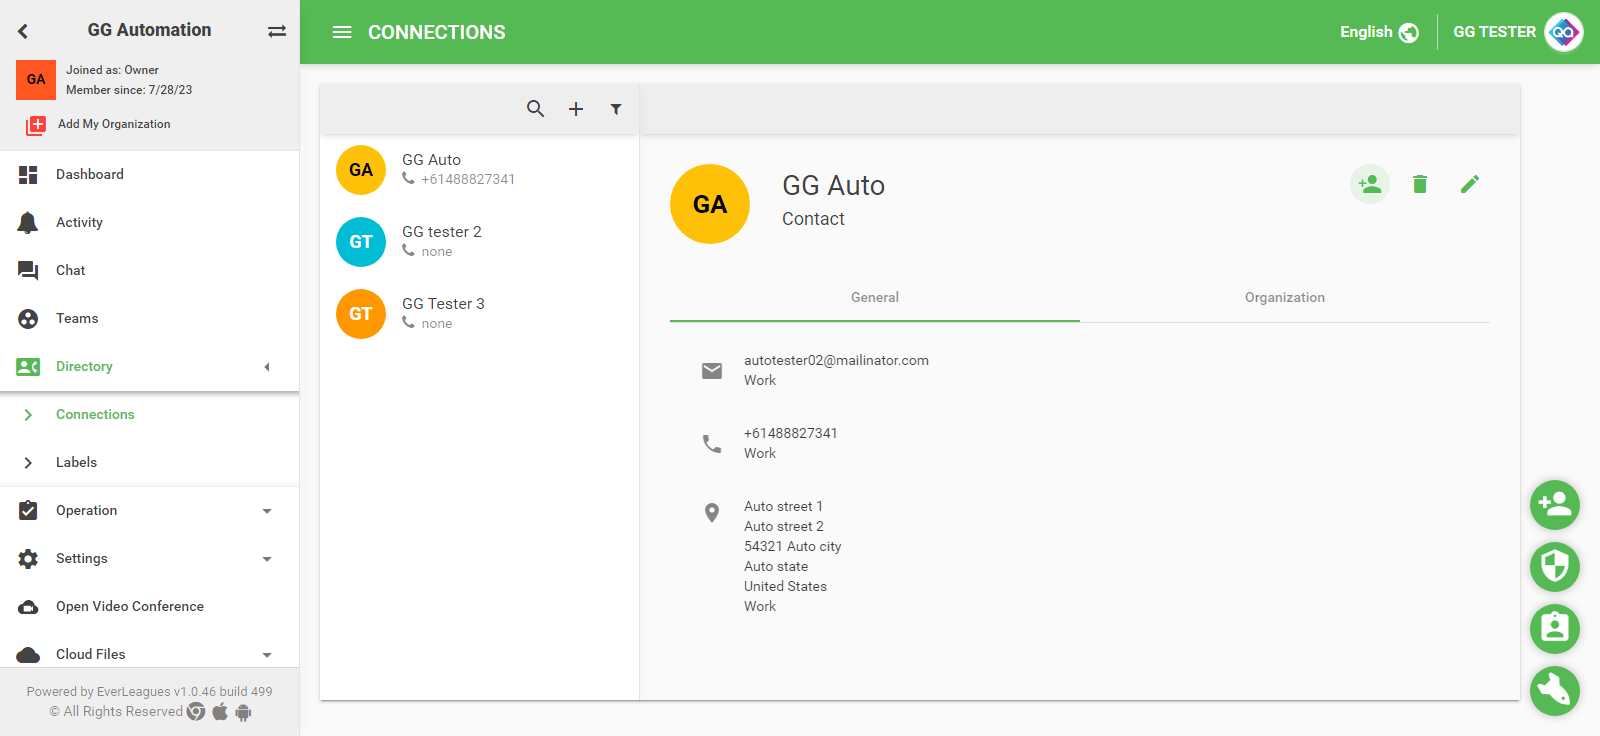 GG Automation
GA
Joined as: Owner
Member since: 7/28/23
Add My Organization
Dashboard
Activity
Chat
Teams
Directory
Connections
Labels
Operation
Settings
Open Video Conference
Cloud Files
Powered by EverLeagues v1.0.46 build 499
© All Rights Reserved
CONNECTIONS
English
GG TESTER
QA
GA
GG Auto
+61488827341
GT
GG tester 2
none
GT
GG Tester 3
none
GA
GG Auto
Contact
General
Organization
autotester02@mailinator.com
Work
+61488827341
Work
Auto street 1
Auto street 2
54321 Auto city
Auto state
United States
Work